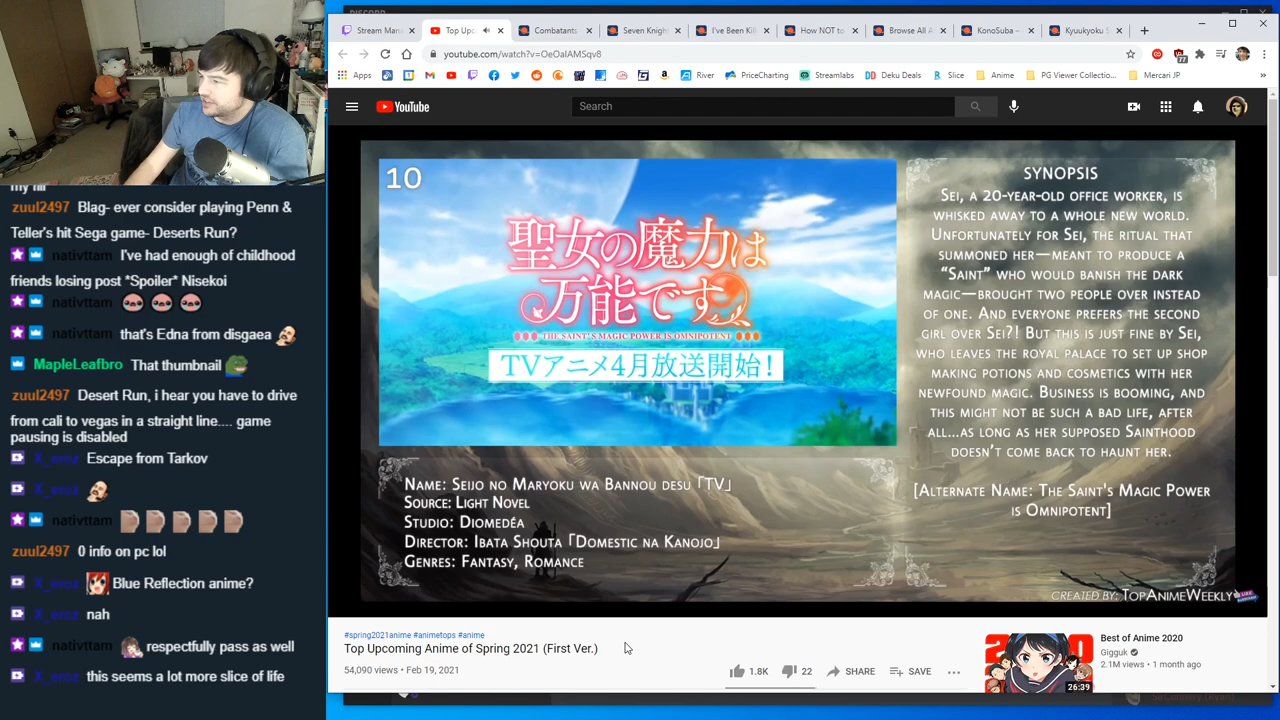 zuul2497 Blag- ever consider playing Penn &
Teller's hit Sega game- Deserts Run?
nativttam I've had enough of childhood
friends losing post *Spoiler* Nisekoi
nativttam
nativttam that's Edna from disgaea
MapleLeafbro That thumbnail
zuul2497 Desert Run, i hear you have to drive
from cali to vegas in a straight line.... game
pausing is disabled
X_eroz Escape from Tarkov
X_eroz
nativttam
zuul2497 0 info on pc lol
X_eroz Blue Reflection anime?
X_eroz nah
nativttam respectfully pass as well
X_eroz this seems a lot more slice of life
Stream Man
Top Upc
Combatants
Seven Knigh
I've Been Kil
How NOT to
Browse All A
KonoSuba –
Kyuukyoku S
youtube.com/watch?v=OeOaIAMSqv8
77
Apps
River
PriceCharting
Streamlabs
Deku Deals
Slice
Anime
PG Viewer Collectio...
Mercari JP
YouTube
Search
10
聖女の魔力は
万能です
THE SAINT'S MAGIC POWER IS OMNIPOTENT
TVアニメ4月放送開始!
Name: Seijo no Maryoku wa Bannou desu「TV」
Source: Light Novel
Studio: Diomedéa
Director: Ibata Shouta「Domestic na Kanojo」
Genres: Fantasy, Romance
SYNOPSIS
Sei, a 20-year-old office worker, is
whisked away to a whole new world.
Unfortunately for Sei, the ritual that
summoned her—meant to produce a
“Saint” who would banish the dark
magic—brought two people over instead
of one. And everyone prefers the second
girl over Sei?! But this is just fine by Sei,
who leaves the royal palace to set up shop
making potions and cosmetics with her
newfound magic. Business is booming, and
this might not be such a bad life, after
all...as long as her supposed Sainthood
doesn't come back to haunt her.
[Alternate Name: The Saint's Magic Power
is Omnipotent]
Created by: TopAnimeWeekly
#spring2021anime #animetops #anime
Top Upcoming Anime of Spring 2021 (First Ver.)
54,090 views • Feb 19, 2021
1.8K
22
SHARE
SAVE
Best of Anime 2020
Gigguk
2.1M views • 1 month ago
26:39